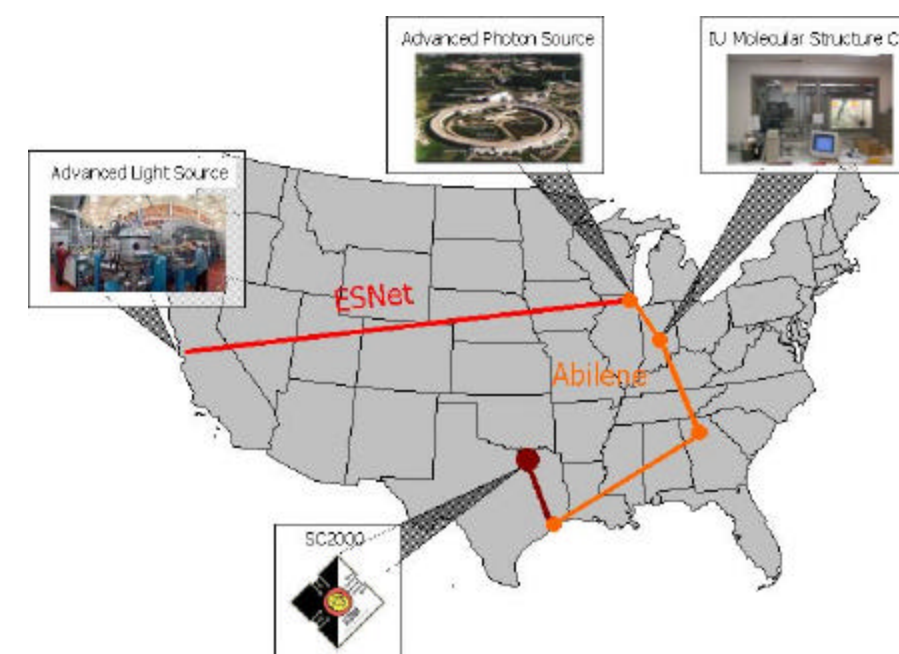 Advanced Photon Source
IU Molecular Structure C
Advanced Light Source
ESNet
Abilene
SC2000